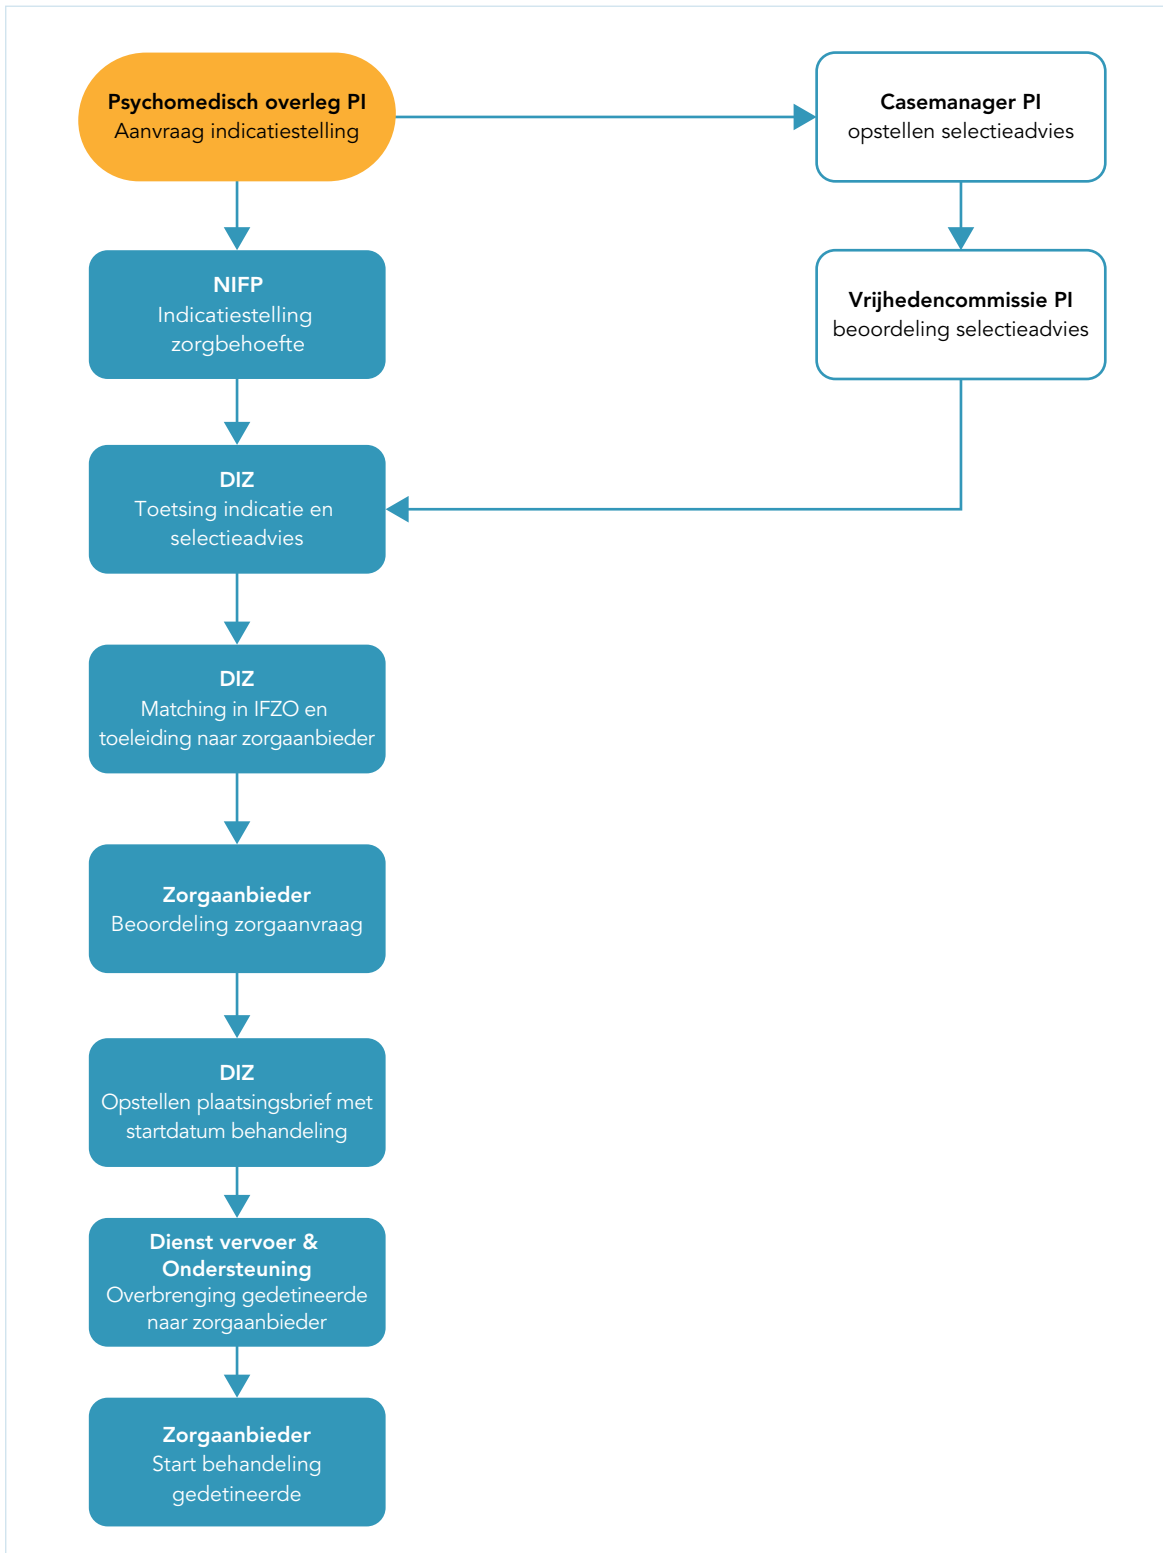 Psychomedisch overleg PI
Aanvraag indicatiestelling
Casemanager PI
opstellen selectieadvies
NIFP
Indicatiestelling
zorgbehoefte
Vrijhedencommissie PI
beoordeling selectieadvies
DIZ
Toetsing indicatie en
selectieadvies
DIZ
Matching in IFZO en
toeleiding naar zorgaanbieder
Zorgaanbieder
Beoordeling zorgaanvraag
DIZ
Opstellen plaatsingsbrief met
startdatum behandeling
Dienst vervoer &
Ondersteuning
Overbrenging gedetineerde
naar zorgaanbieder
Zorgaanbieder
Start behandeling
gedetineerde